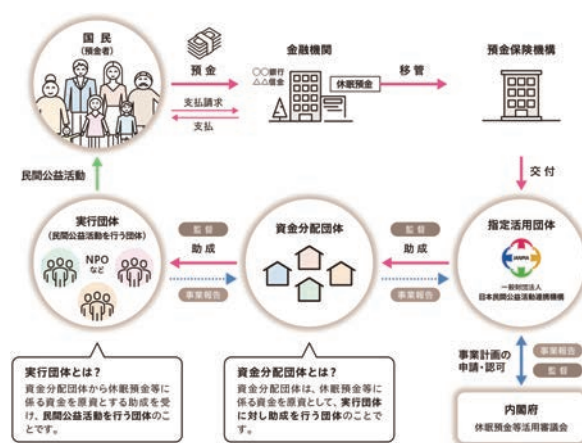 国民
(預金者)
預金
支払請求
支払
金融機関
○○銀行
△△信金
休眠預金
移管
預金保険機構
民間公益活動
交付
実行団体
(民間公益活動を行う団体)
NPO
など
監督
助成
事業報告
資金分配団体
監督
助成
事業報告
指定活用団体
JANPIA
一般財団法人
日本民間公益活動連携機構
実行団体とは?
資金分配団体から休眠預金等に
係る資金を原資とする助成を受
け、民間公益活動を行う団体のこ
とです。
資金分配団体とは?
資金分配団体は、休眠預金等に
係る資金を原資として、実行団体
に対し助成を行う団体のことで
す。
事業計画の
申請・認可
事業報告
監督
内閣府
休眠預金等活用審議会